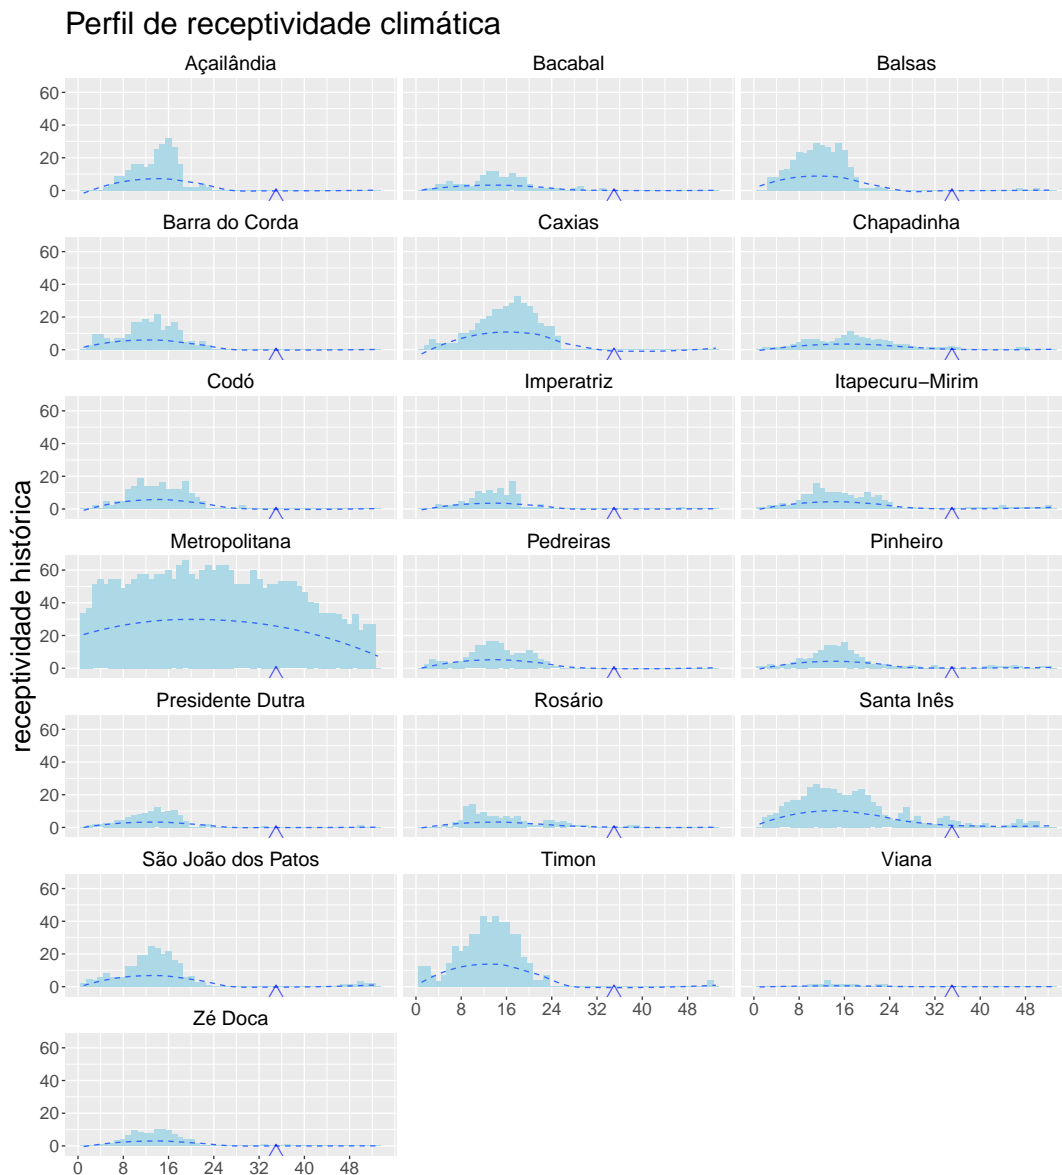 Perfil de receptividade climática
Açailândia Bacabal Balsas
60
40
20
0
Barra do Corda Caxias Chapadinha
60
40
20
0
Codó Imperatriz Itapecuru−Mirim
60
40
20
0
receptividade histórica
Metropolitana Pedreiras Pinheiro
60
40
20
0
Presidente Dutra Rosário Santa Inês
60
40
20
0
São João dos Patos Timon Viana
60
40
20
0
0 8 16 24 32 40 48 0 8 16 24 32 40 48
Zé Doca
60
40
20
0
0 8 16 24 32 40 48